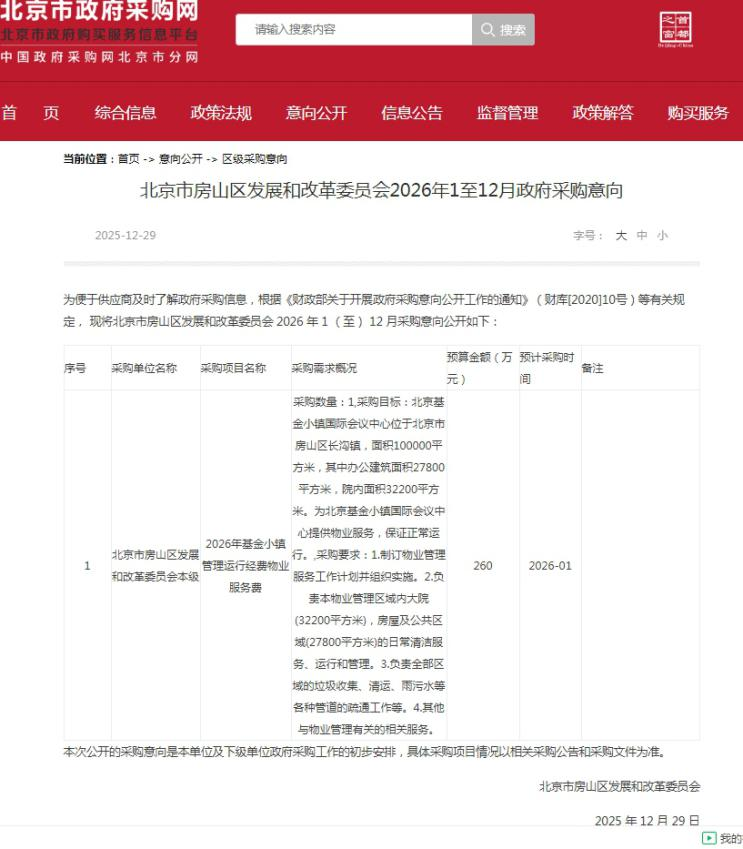 北京市政府采购网
北京市政府购买服务信息平台
中国政府采购网北京市分网
请输入搜索内容
搜索
首都之窗
Beijing-China
首 页 综合信息 政策法规 意向公开 信息公告 监督管理 政策解答 购买服务
当前位置：首页 -> 意向公开 -> 区级采购意向
北京市房山区发展和改革委员会2026年1至12月政府采购意向
2025-12-29
字号： 大 中 小
为便于供应商及时了解政府采购信息，根据《财政部关于开展政府采购意向公开工作的通知》（财库[2020]10号）等有关规
定， 现将北京市房山区发展和改革委员会 2026 年 1 （ 至 ） 12 月采购意向公开如下：
序号 采购单位名称 采购项目名称 采购需求概况 预算金额（万 预计采购时 备注
元） 间
采购数量：1,采购目标：北京基
金小镇国际会议中心位于北京市
房山区长沟镇，面积100000平
方米，其中办公建筑面积27800
平方米，院内面积32200平方
米。为北京基金小镇国际会议中
心提供物业服务，保证正常运
行。,采购要求：1.制订物业管理
服务工作计划并组织实施。2.负
责本物业管理区域内大院
(32200平方米)，房屋及公共区
域(27800平方米)的日常清洁服
务、运行和管理。3.负责全部区
域的垃圾收集、清运、雨污水等
各种管道的疏通工作等。4.其他
与物业管理有关的相关服务。
1
北京市房山区发展
和改革委员会本级
2026年基金小镇
管理运行经费物业
服务费
260
2026-01
本次公开的采购意向是本单位及下级单位政府采购工作的初步安排，具体采购项目情况以相关采购公告和采购文件为准。
北京市房山区发展和改革委员会
2025 年 12 月 29 日
我的